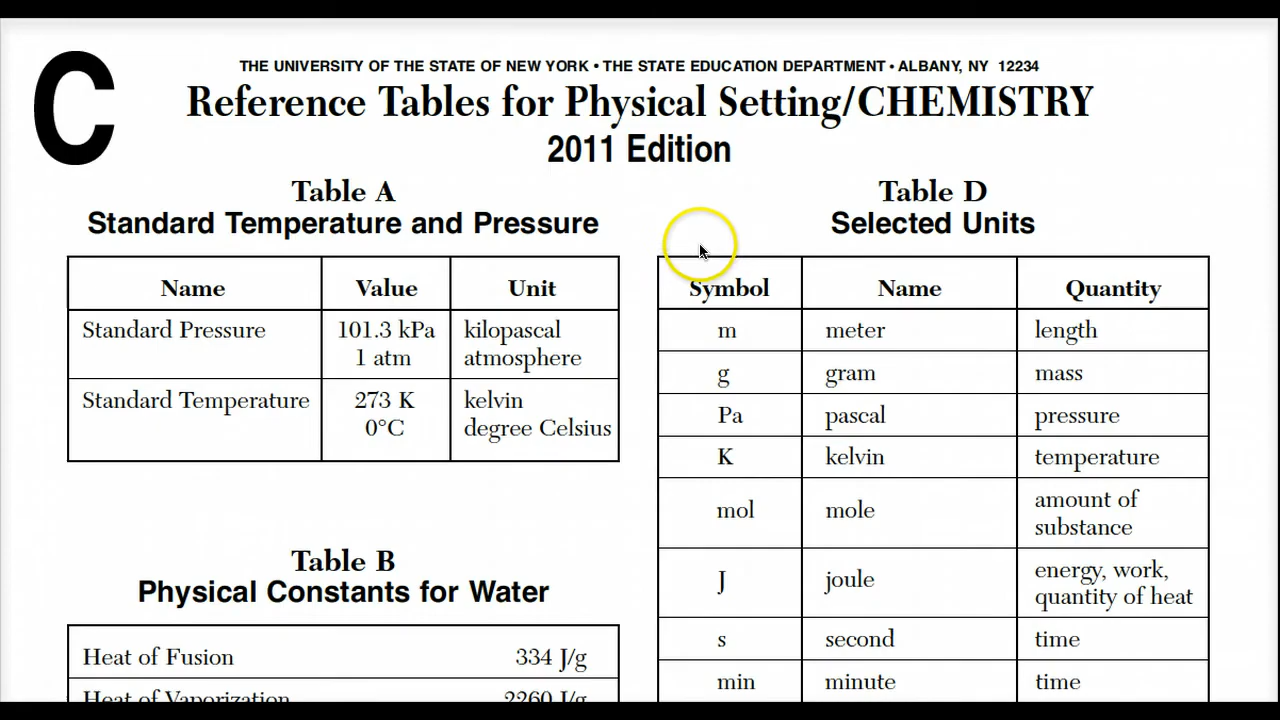 C
THE UNIVERSITY OF THE STATE OF NEW YORK • THE STATE EDUCATION DEPARTMENT • ALBANY, NY 12234
Reference Tables for Physical Setting/CHEMISTRY
2011 Edition
Table A
Standard Temperature and Pressure
Name Value Unit
Standard Pressure 101.3 kPa kilopascal
1 atm atmosphere
Standard Temperature 273 K kelvin
0°C degree Celsius
Table B
Physical Constants for Water
Heat of Fusion 334 J/g
Heat of Vaporization 2260 J/g
Table D
Selected Units
Symbol Name Quantity
m meter length
g gram mass
Pa pascal pressure
K kelvin temperature
mol mole amount of
substance
J joule energy, work,
quantity of heat
s second time
min minute time